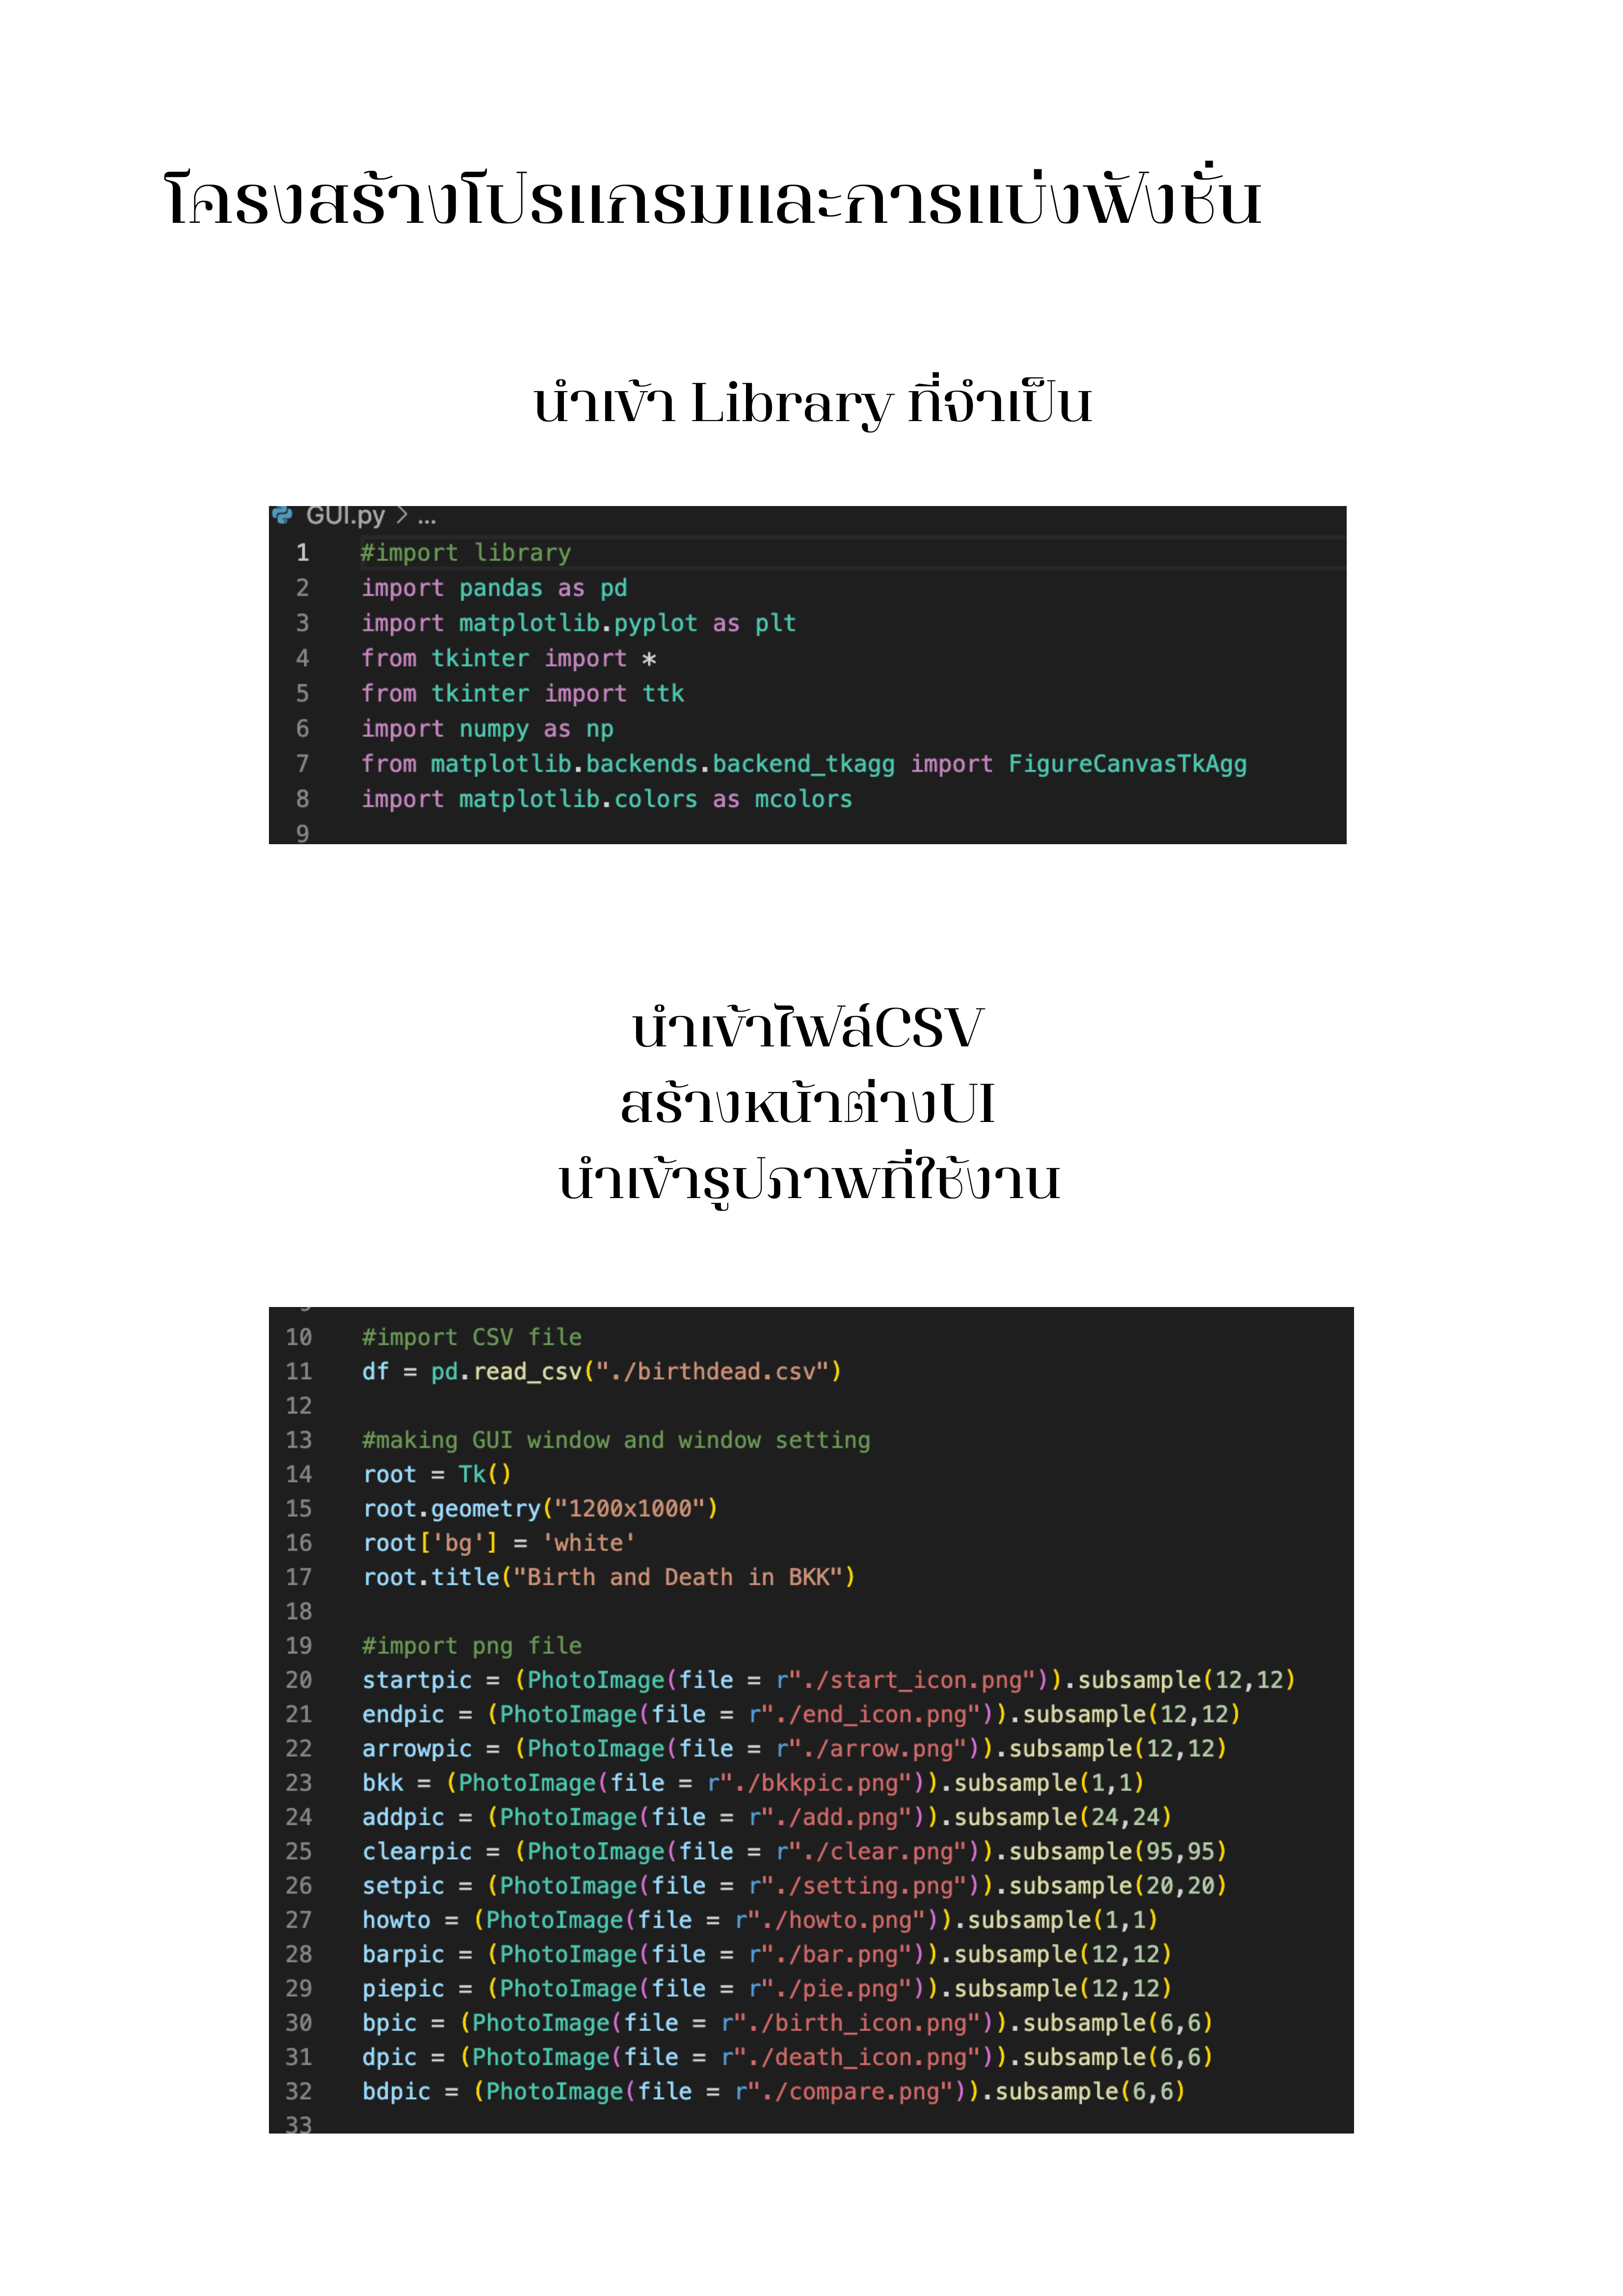 โครงสร้างโปรแกรมและการแบ่งฟังชั่น
นำเข้า Library ที่จำเป็น
GUI.py > ...
1 #import library
2 import pandas as pd
3 import matplotlib.pyplot as plt
4 from tkinter import *
5 from tkinter import ttk
6 import numpy as np
7 from matplotlib.backends.backend_tkagg import FigureCanvasTkAgg
8 import matplotlib.colors as mcolors
9
นำเข้าไฟล์CSV
สร้างหน้าต่างUI
นำเข้ารูปภาพที่ใช้งาน
10 #import CSV file
11 df = pd.read_csv("./birthdead.csv")
12
13 #making GUI window and window setting
14 root = Tk()
15 root.geometry("1200x1000")
16 root['bg'] = 'white'
17 root.title("Birth and Death in BKK")
18
19 #import png file
20 startpic = (PhotoImage(file = r"./start_icon.png")).subsample(12,12)
21 endpic = (PhotoImage(file = r"./end_icon.png")).subsample(12,12)
22 arrowpic = (PhotoImage(file = r"./arrow.png")).subsample(12,12)
23 bkk = (PhotoImage(file = r"./bkkpic.png")).subsample(1,1)
24 addpic = (PhotoImage(file = r"./add.png")).subsample(24,24)
25 clearpic = (PhotoImage(file = r"./clear.png")).subsample(95,95)
26 setpic = (PhotoImage(file = r"./setting.png")).subsample(20,20)
27 howto = (PhotoImage(file = r"./howto.png")).subsample(1,1)
28 barpic = (PhotoImage(file = r"./bar.png")).subsample(12,12)
29 piepic = (PhotoImage(file = r"./pie.png")).subsample(12,12)
30 bpic = (PhotoImage(file = r"./birth_icon.png")).subsample(6,6)
31 dpic = (PhotoImage(file = r"./death_icon.png")).subsample(6,6)
32 bdpic = (PhotoImage(file = r"./compare.png")).subsample(6,6)
33